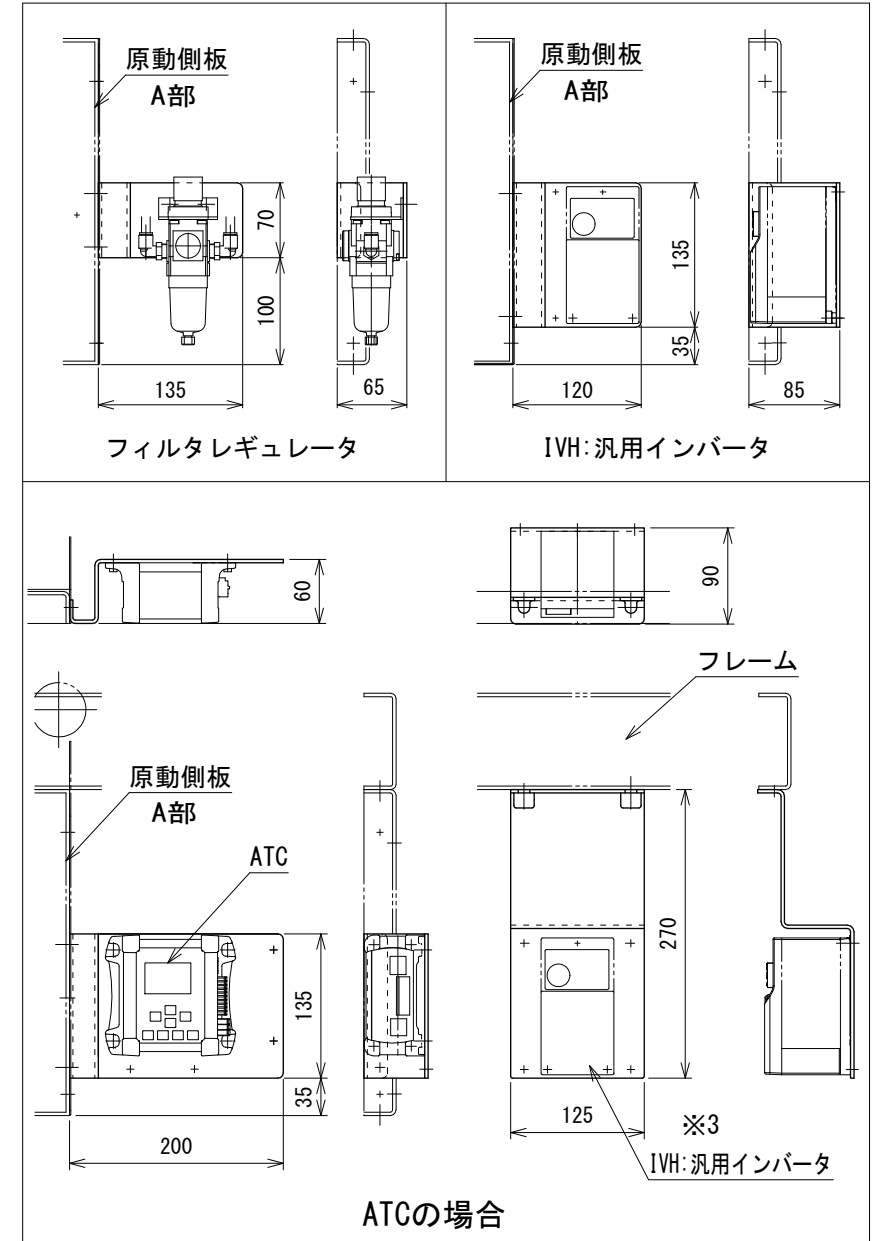 原動側板
A部
70
100
135
65
フィルタレギュレータ
原動側板
A部
135
35
120
85
IVH:汎用インバータ
60
90
フレーム
原動側板
A部
ATC
135
35
200
270
125
※3
IVH:汎用インバータ
ATCの場合